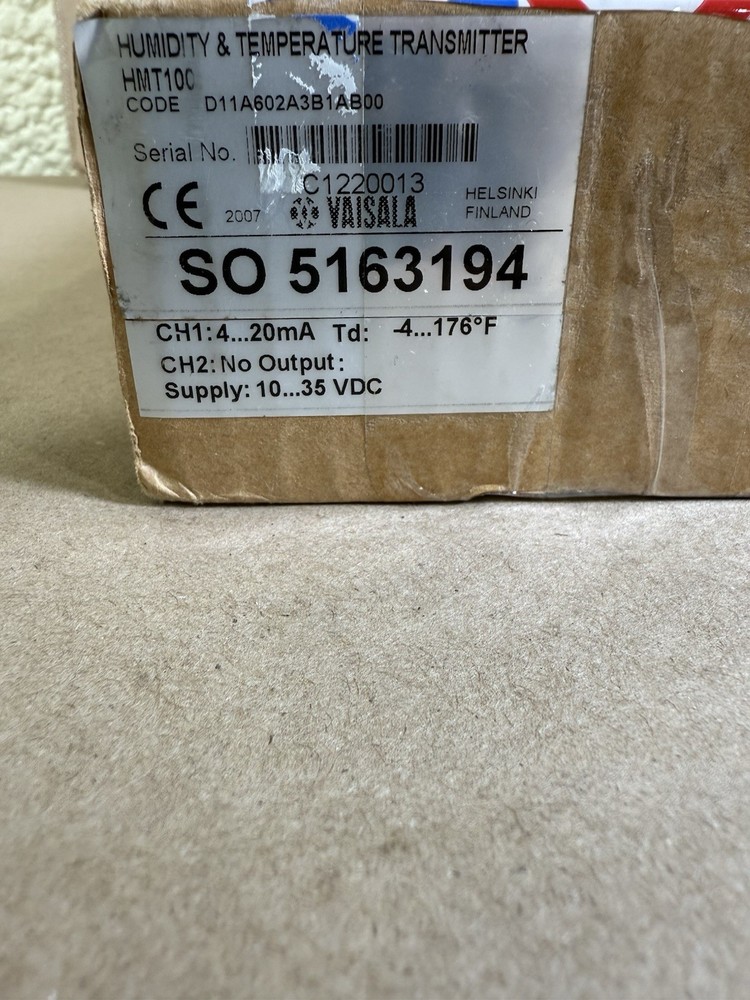 HUMIDITY & TEMPERATURE TRANSMITTER
HMT100
CODE D11A602A3B1AB00
Serial No.
C1220013
CE 2007 VAISALA HELSINKI FINLAND
SO 5163194
CH1: 4...20mA Td: -4...176°F
CH2: No Output:
Supply: 10...35 VDC